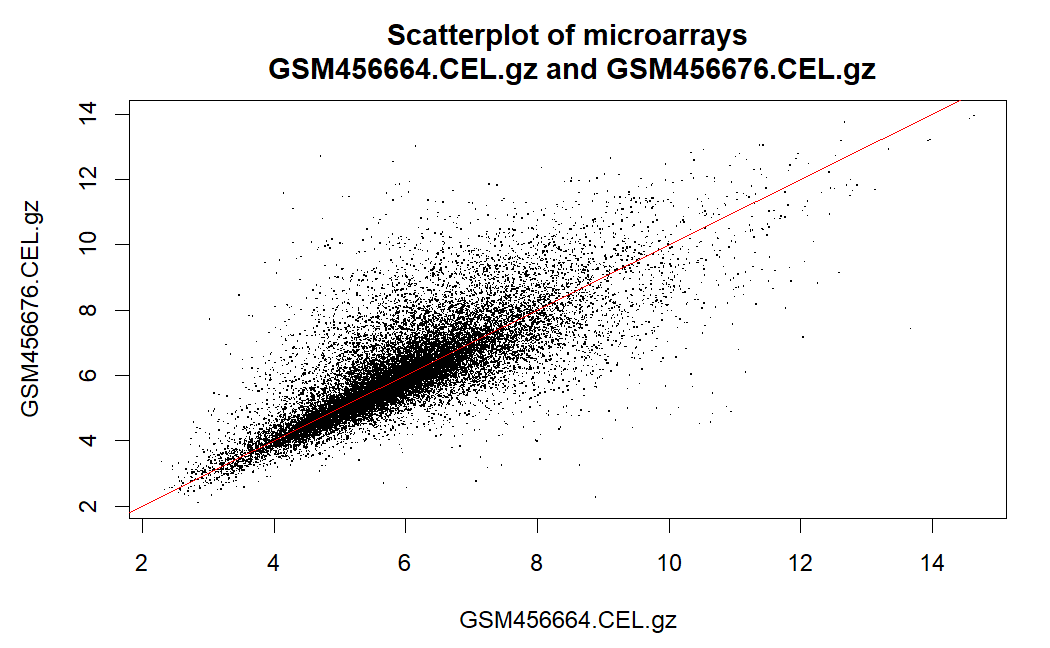 Scatterplot of microarrays
GSM456664.CEL.gz and GSM456676.CEL.gz
GSM456676.CEL.gz
14
12
10
8
6
4
2
2 4 6 8 10 12 14
GSM456664.CEL.gz